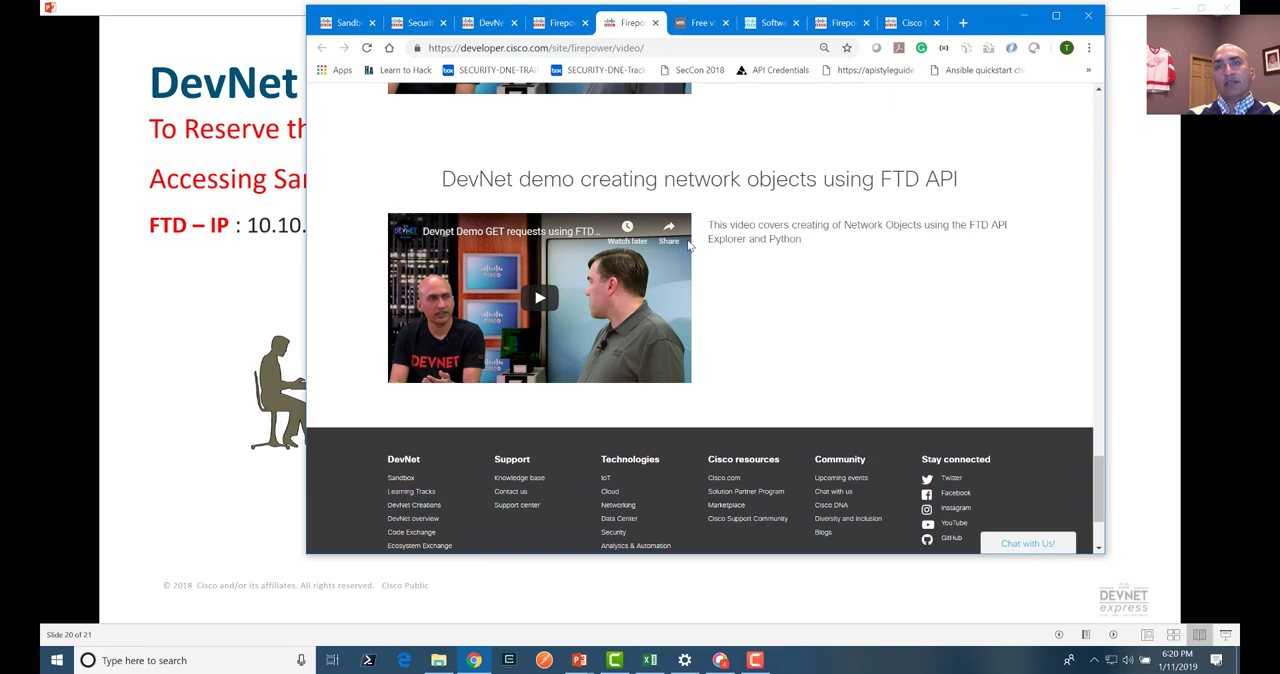 Sandb
Securit
DevNe
Firepo
Firepo
Free v
Softwa
Firepo
Cisco
https://developer.cisco.com/site/firepower/video/
Apps
Learn to Hack
SECURITY-DNE-TRAI
SECURITY-DNE-Track
SecCon 2018
API Credentials
https://apistyleguide
Ansible quickstart ch
DevNet
To Reserve th
Accessing Sa
FTD – IP : 10.10.
DevNet demo creating network objects using FTD API
Devnet Demo GET requests using FTD...
Watch later
Share
CISCO
DEVNET
This video covers creating of Network Objects using the FTD API
Explorer and Python
DevNet
Sandbox
Learning Tracks
DevNet Creations
DevNet overview
Code Exchange
Ecosystem Exchange
Support
Knowledge base
Contact us
Support center
Technologies
IoT
Cloud
Networking
Data Center
Security
Analytics & Automation
Cisco resources
Cisco.com
Solution Partner Program
Marketplace
Cisco Support Community
Community
Upcoming events
Chat with us
Cisco DNA
Diversity and inclusion
Blogs
Stay connected
Twitter
Facebook
Instagram
YouTube
GitHub
Chat with Us!
© 2018 Cisco and/or its affiliates. All rights reserved. Cisco Public
CISCO
DEVNET
express
Slide 20 of 21
Type here to search
6:20 PM
1/11/2019